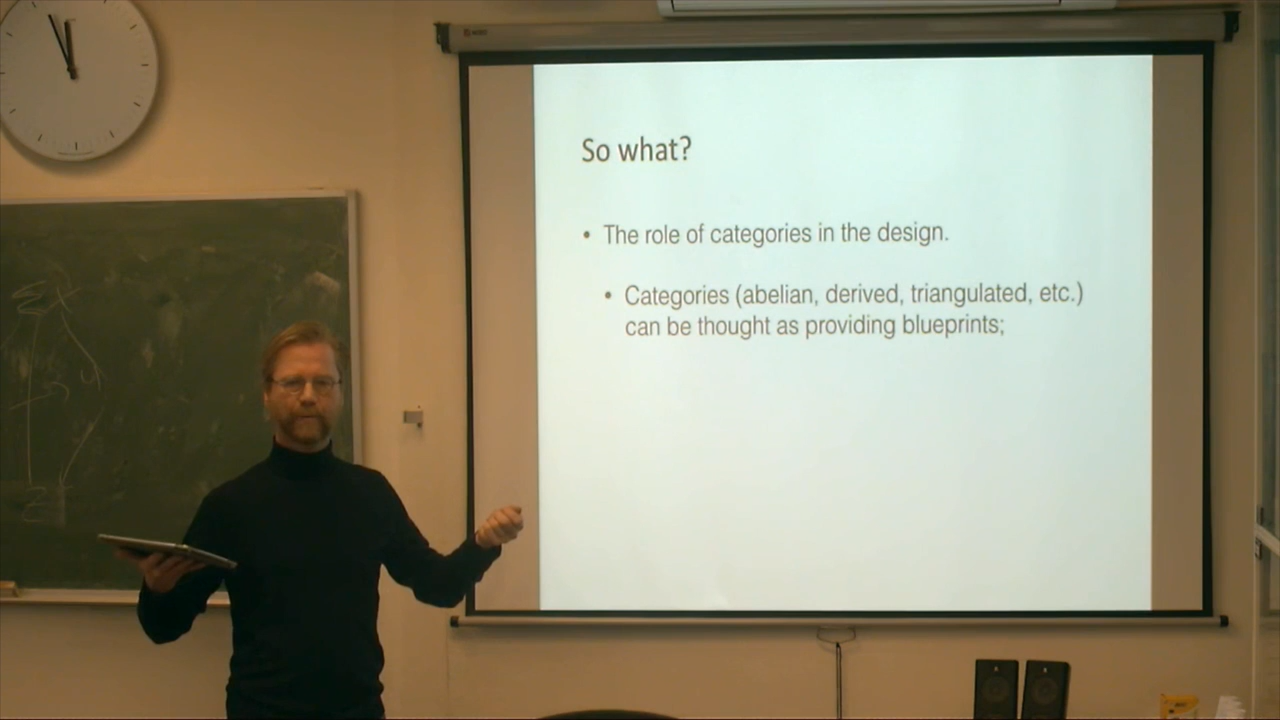 So what?
• The role of categories in the design.
• Categories (abelian, derived, triangulated, etc.)
can be thought as providing blueprints;